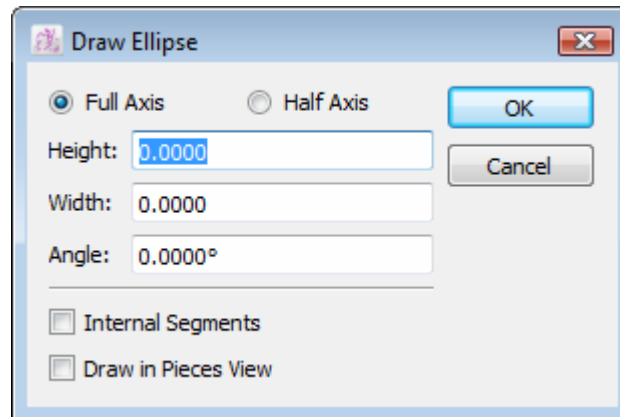 Draw Ellipse
Full Axis Half Axis OK
Height: 0.0000 Cancel
Width: 0.0000
Angle: 0.0000°
Internal Segments
Draw in Pieces View